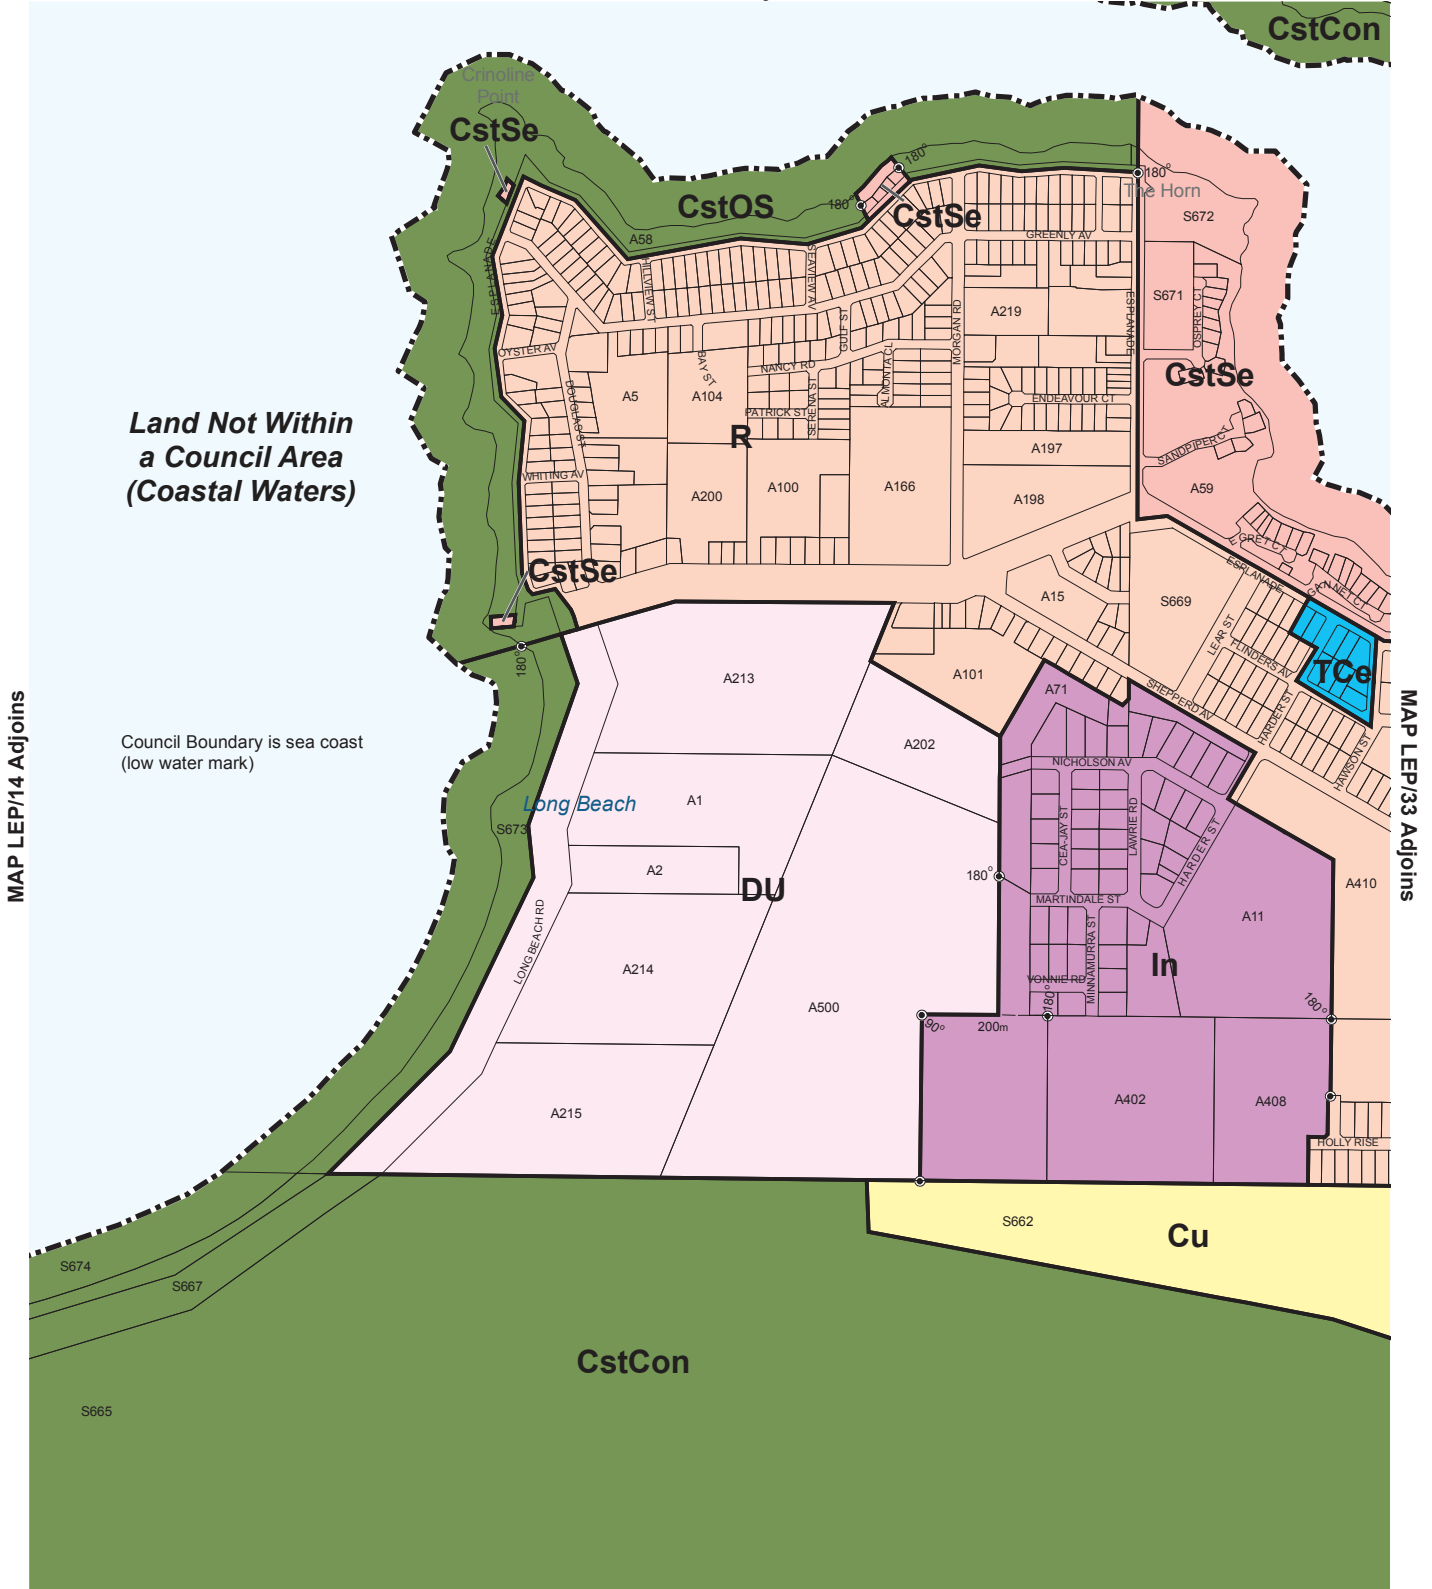 CstCon
Crinoline
Point
CstSe
180°
180°
The Horn
180°
CstOS
CstSe
S672
A58
GREENLY AV
ESPLANADE
HILLVIEW ST
SEAVIEW AV
S671
OSPREY CT
ESPLANADE
A219
MORGAN RD
GULF ST
OYSTER AV
BAY ST
NANCY RD
ALMONTA CL
CstSe
DOUGLAS ST
A5
A104
SERENA ST
ENDEAVOUR CT
PATRICK ST
Land Not Within
a Council Area
(Coastal Waters)
R
A197
SANDPIPER CT
WHITING AV
A200
A100
A166
A198
A59
EGRET CT
CstSe
ESPLANADE
GANNET CT
A15
S669
LEAR ST
FLINDERS AV
TCe
180°
A213
A101
A71
SHEPPERD AV
HARDER ST
HAWSON ST
MAP LEP/14 Adjoins
MAP LEP/33 Adjoins
Council Boundary is sea coast
(low water mark)
A202
NICHOLSON AV
Long Beach
A1
S673
CEA-JAY ST
LAWRIE RD
HARDER ST
A2
DU
180°
A410
MARTINDALE ST
A11
LONG BEACH RD
MINNAMURRA ST
In
A214
VONNIE RD
A500
180°
180°
90°
200m
A215
A402
A408
HOLLY RISE
S662
Cu
S674
S667
CstCon
S665